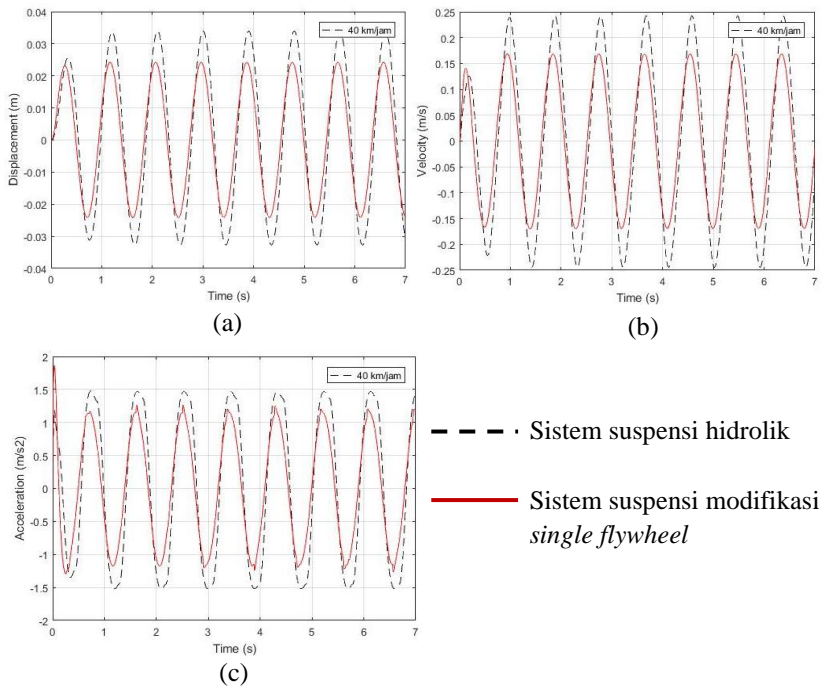 0.04
0.03
0.02
0.01
0
-0.01
-0.02
-0.03
-0.04
Displacement (m)
0 1 2 3 4 5 6 7
Time (s)
40 km/jam
(a)
0.25
0.2
0.15
0.1
0.05
0
-0.05
-0.1
-0.15
-0.2
-0.25
Velocity (m/s)
0 1 2 3 4 5 6 7
Time (s)
40 km/jam
(b)
2
1.5
1
0.5
0
-0.5
-1
-1.5
-2
Acceleration (m/s2)
0 1 2 3 4 5 6 7
Time (s)
40 km/jam
(c)
Sistem suspensi hidrolik
Sistem suspensi modifikasi
single flywheel